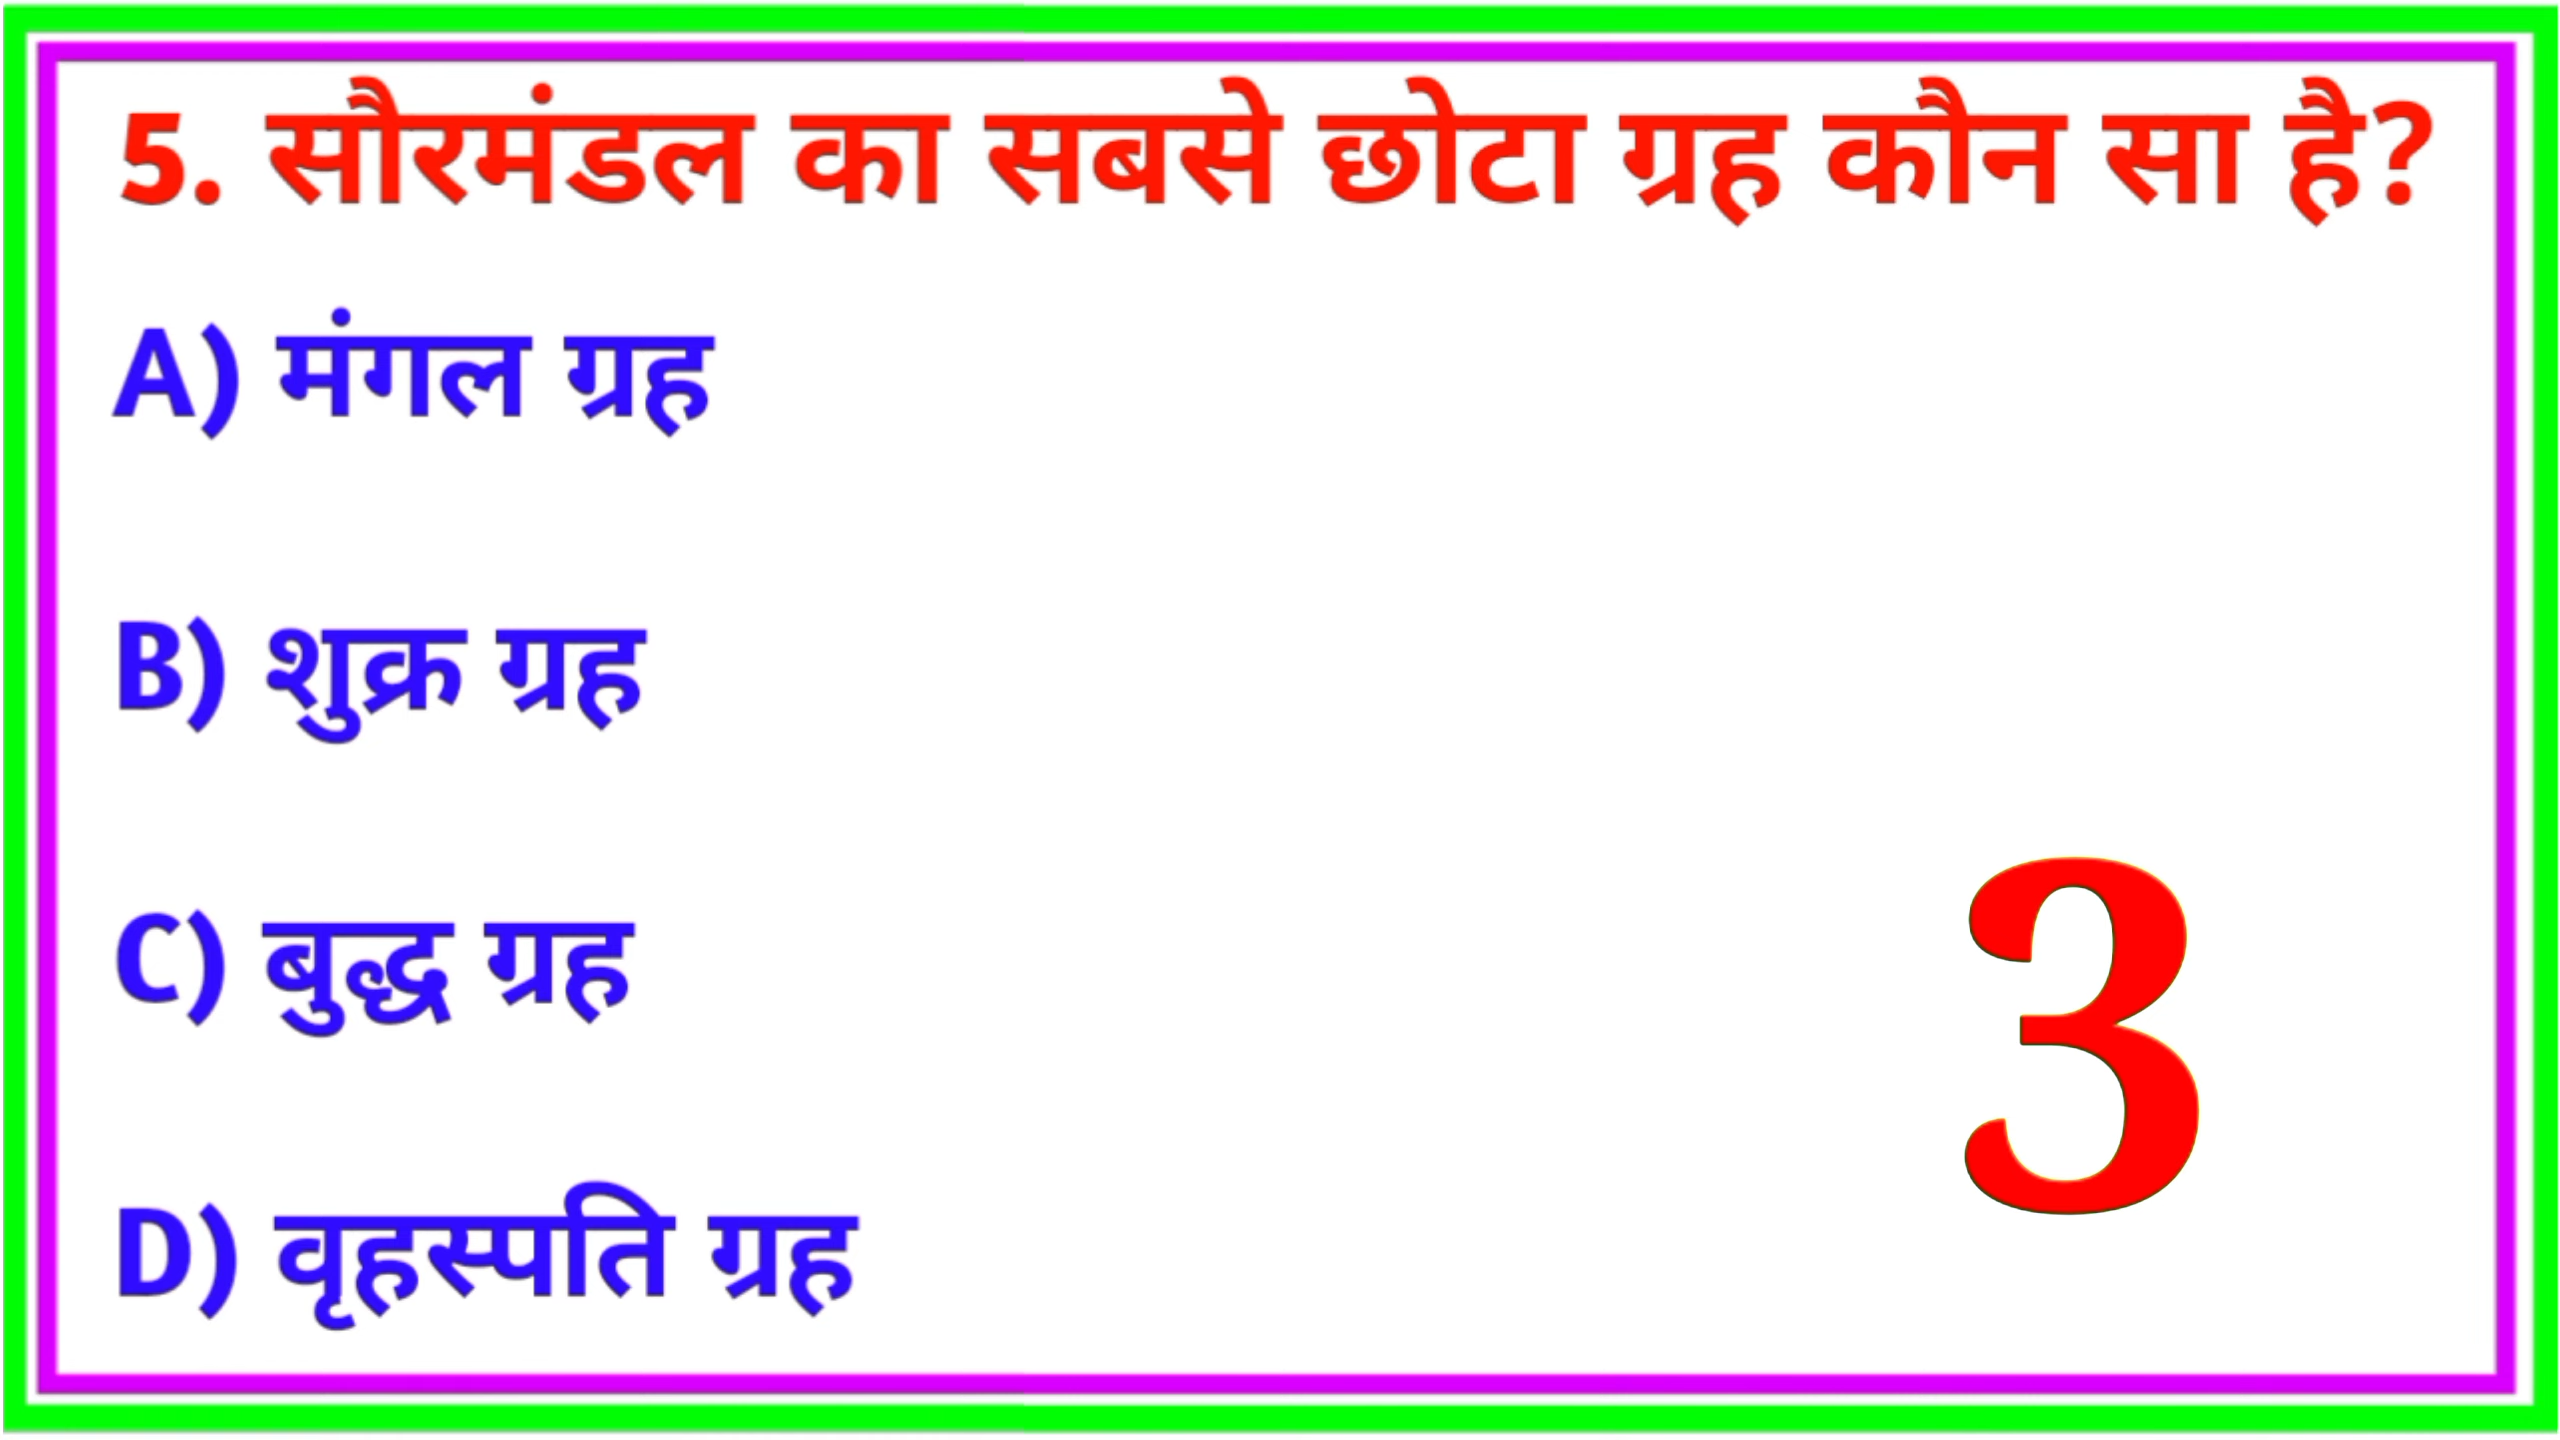 5. सौरमंडल का सबसे छोटा ग्रह कौन सा है?
A) मंगल ग्रह
B) शुक्र ग्रह
C) बुद्ध ग्रह
3
D) वृहस्पति ग्रह